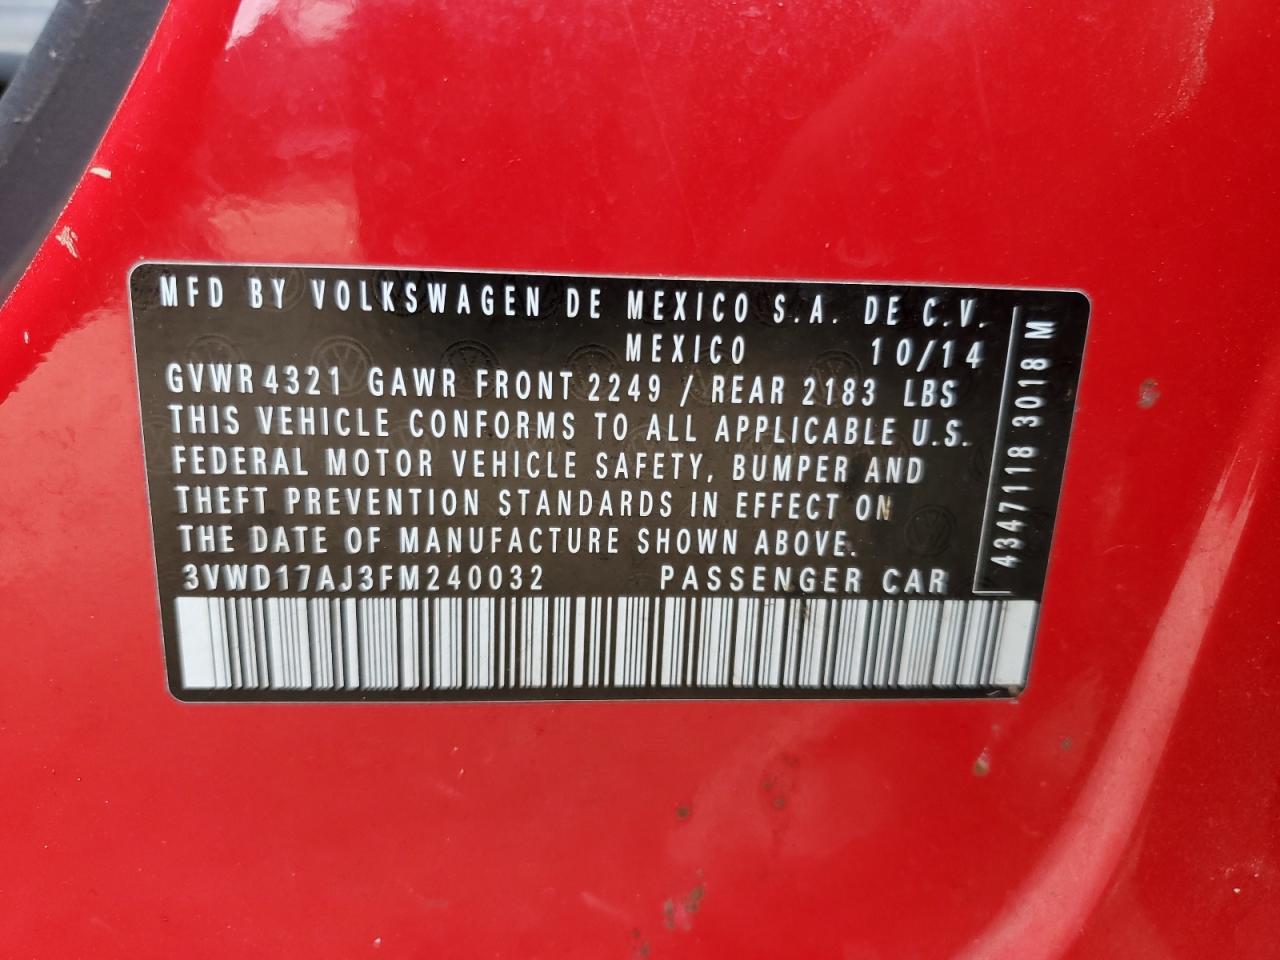 MFD BY VOLKSWAGEN DE MEXICO S.A. DE C.V.
MEXICO 10/14
GVWR 4321 GAWR FRONT 2249 / REAR 2183 LBS
THIS VEHICLE CONFORMS TO ALL APPLICABLE U.S.
FEDERAL MOTOR VEHICLE SAFETY, BUMPER AND
THEFT PREVENTION STANDARDS IN EFFECT ON
THE DATE OF MANUFACTURE SHOWN ABOVE.
3VWD17AJ3FM240032 PASSENGER CAR
4347118 3018 M